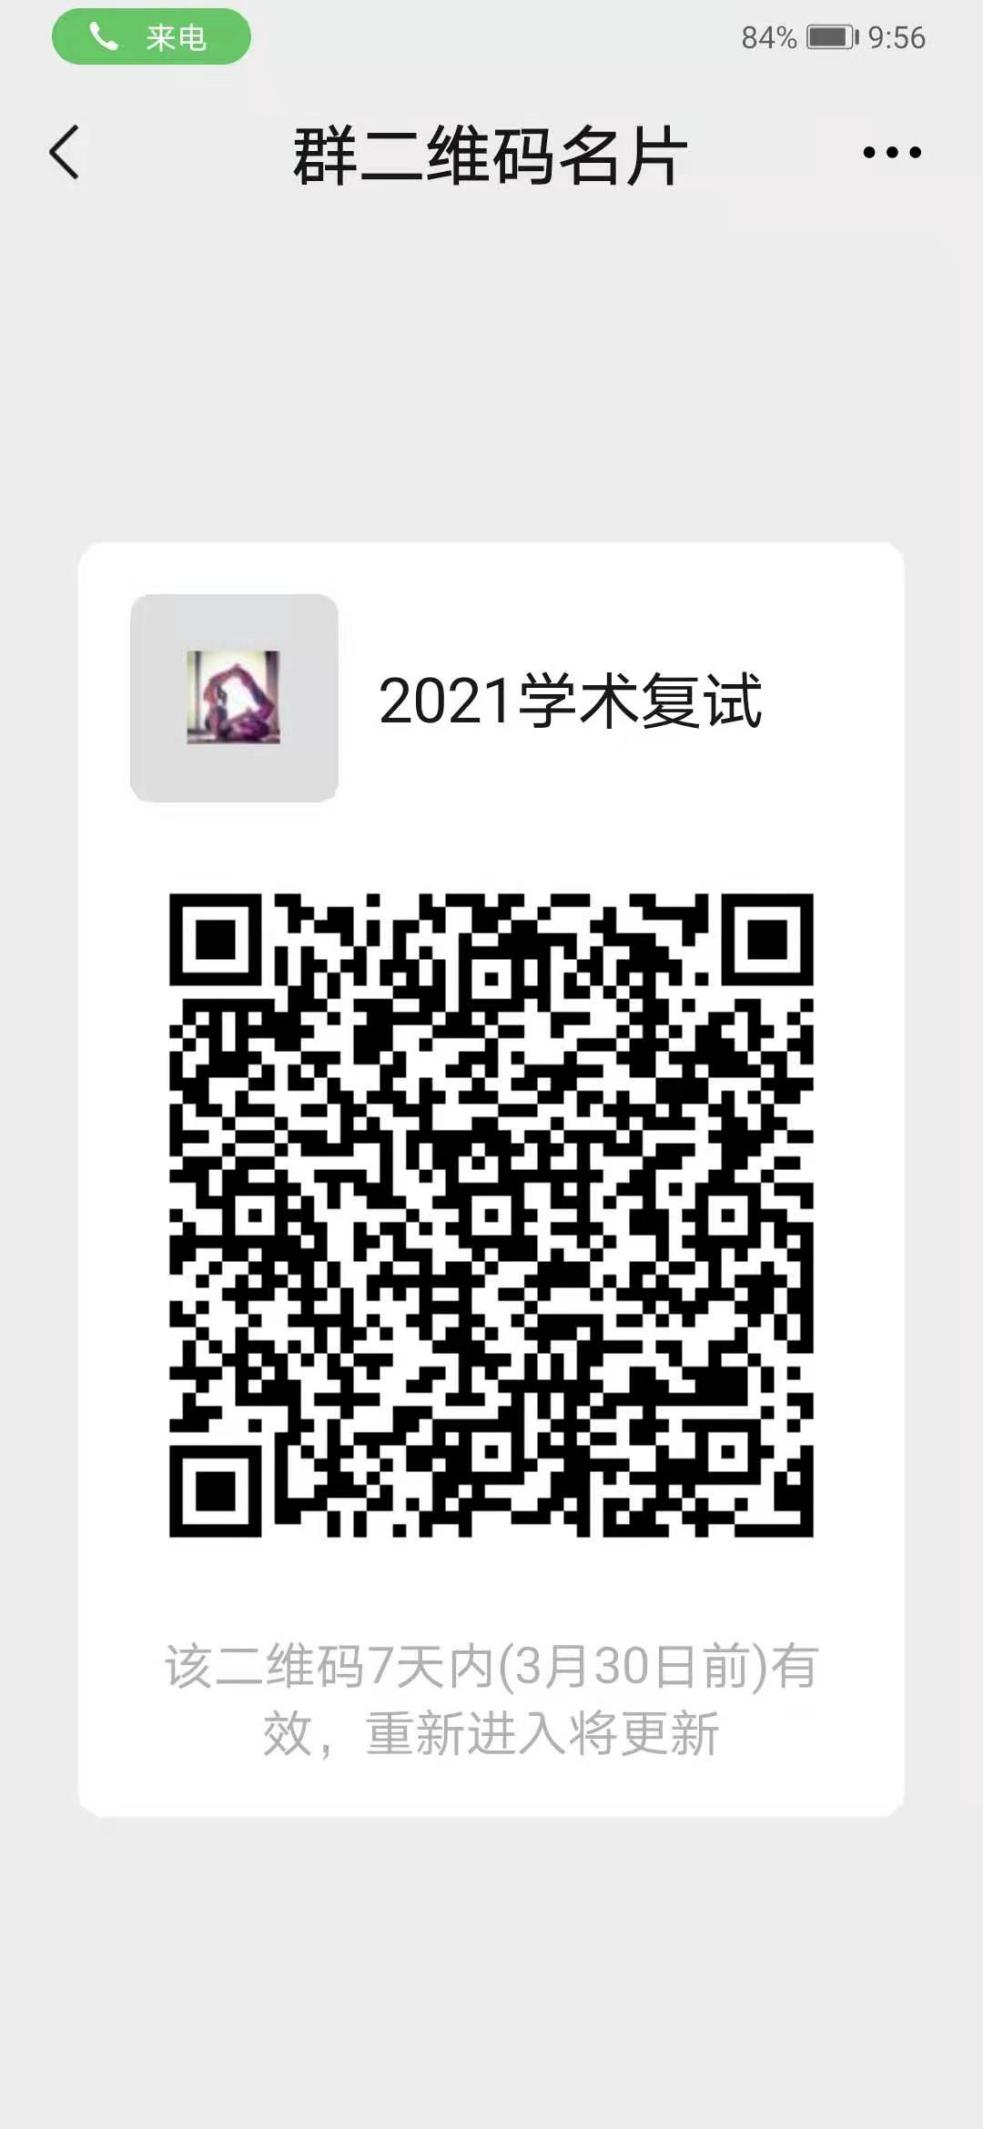 来电
84% 9:56
群二维码名片
2021学术复试
该二维码7天内(3月30日前)有
效，重新进入将更新